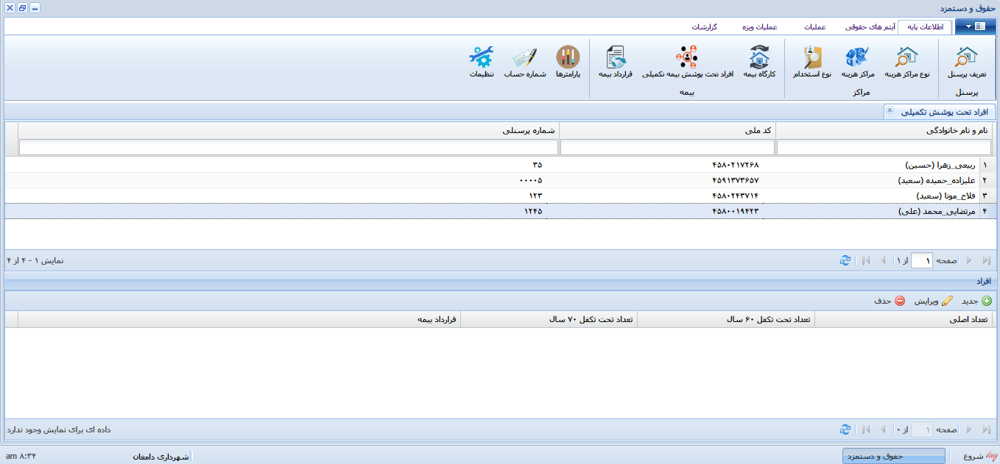 حقوق و دستمزد
اطلاعات پایه	آیتم های حقوقی	عملیات	عملیات ویژه	گزارشات
تعریف پرسنل	نوع مراکز هزینه	مراکز هزینه	نوع استخدام	کارگاه بیمه	افراد تحت پوشش بیمه تکمیلی	قرارداد بیمه	پارامترها	شماره حساب	تنظیمات
پرسنل	مراکز	بیمه
افراد تحت پوشش تکمیلی
نام و نام خانوادگی	کد ملی	شماره پرسنلی
۱	ربیعی_زهرا (حسین)	۴۵۸۰۲۱۷۲۶۸	۳۵
۲	علیزاده_حمیده (سعید)	۴۵۹۱۳۷۳۶۵۷	۰۰۰۰۵
۳	فلاح_مونا (سعید)	۴۵۸۰۲۴۳۷۱۴	۱۲۳
۴	مرتضایی_محمد (علی)	۴۵۸۰۰۱۹۴۲۳	۱۲۴۵
صفحه ۱ از ۱	نمایش ۱ - ۴ از ۴
افراد
جدید	ویرایش	حذف
تعداد اصلی	تعداد تحت تکفل ۶۰ سال	تعداد تحت تکفل ۷۰ سال	قرارداد بیمه
صفحه ۱ از ۰	داده ای برای نمایش وجود ندارد
شروع	حقوق و دستمزد	شهرداری دامغان	۸:۳۴ am